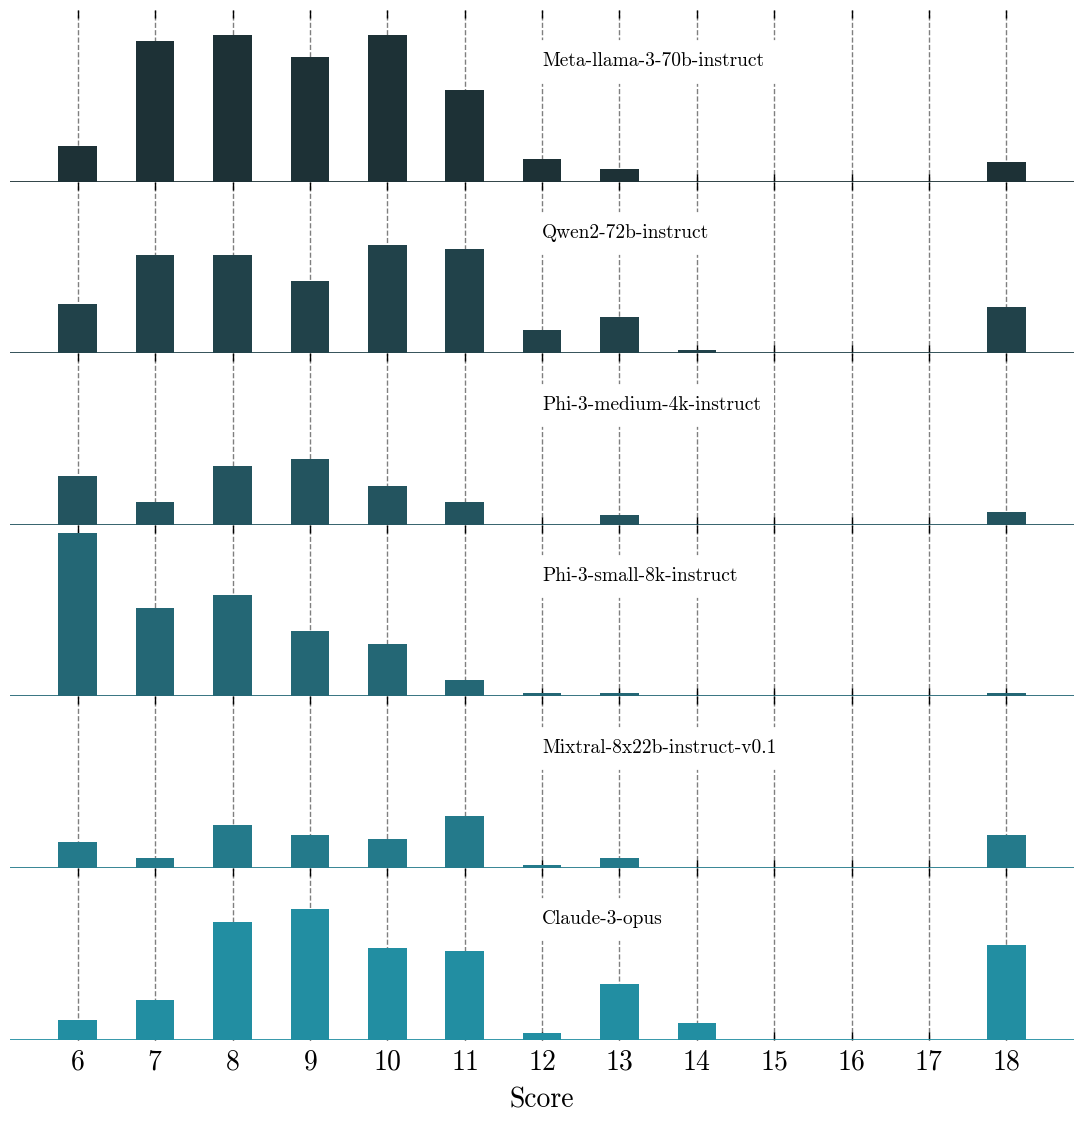 Meta-llama-3-70b-instruct
Qwen2-72b-instruct
Phi-3-medium-4k-instruct
Phi-3-small-8k-instruct
Mixtral-8x22b-instruct-v0.1
Claude-3-opus
6 7 8 9 10 11 12 13 14 15 16 17 18
Score